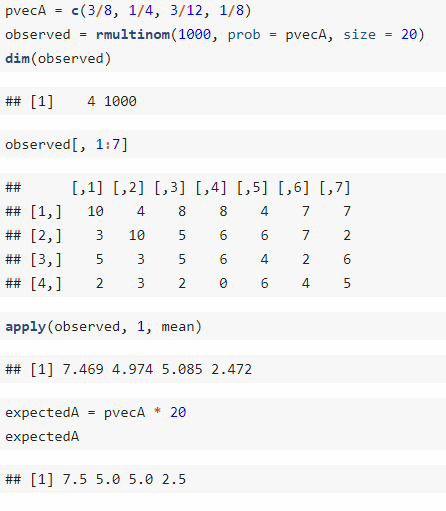 pvecA = c(3/8, 1/4, 3/12, 1/8)
observed = rmultinom(1000, prob = pvecA, size = 20)
dim(observed)
## [1]    4 1000
observed[, 1:7]
##      [,1] [,2] [,3] [,4] [,5] [,6] [,7]
## [1,]   10    4    8    8    4    7    7
## [2,]    3   10    5    6    6    7    2
## [3,]    5    3    5    6    4    2    6
## [4,]    2    3    2    0    6    4    5
apply(observed, 1, mean)
## [1] 7.469 4.974 5.085 2.472
expectedA = pvecA * 20
expectedA
## [1] 7.5 5.0 5.0 2.5